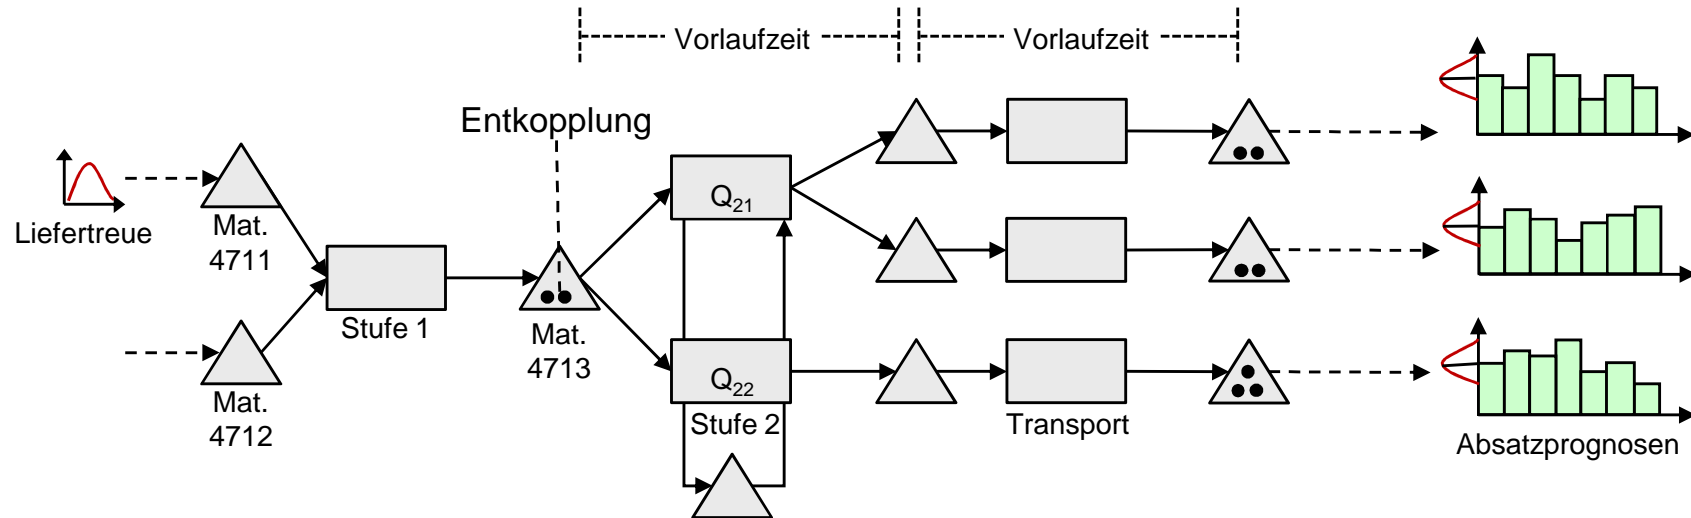 Vorlaufzeit
Vorlaufzeit
Entkopplung
Liefertreue
Mat.
4711
Stufe 1
Mat.
4712
Mat.
4713
Q21
Q22
Stufe 2
Transport
Absatzprognosen